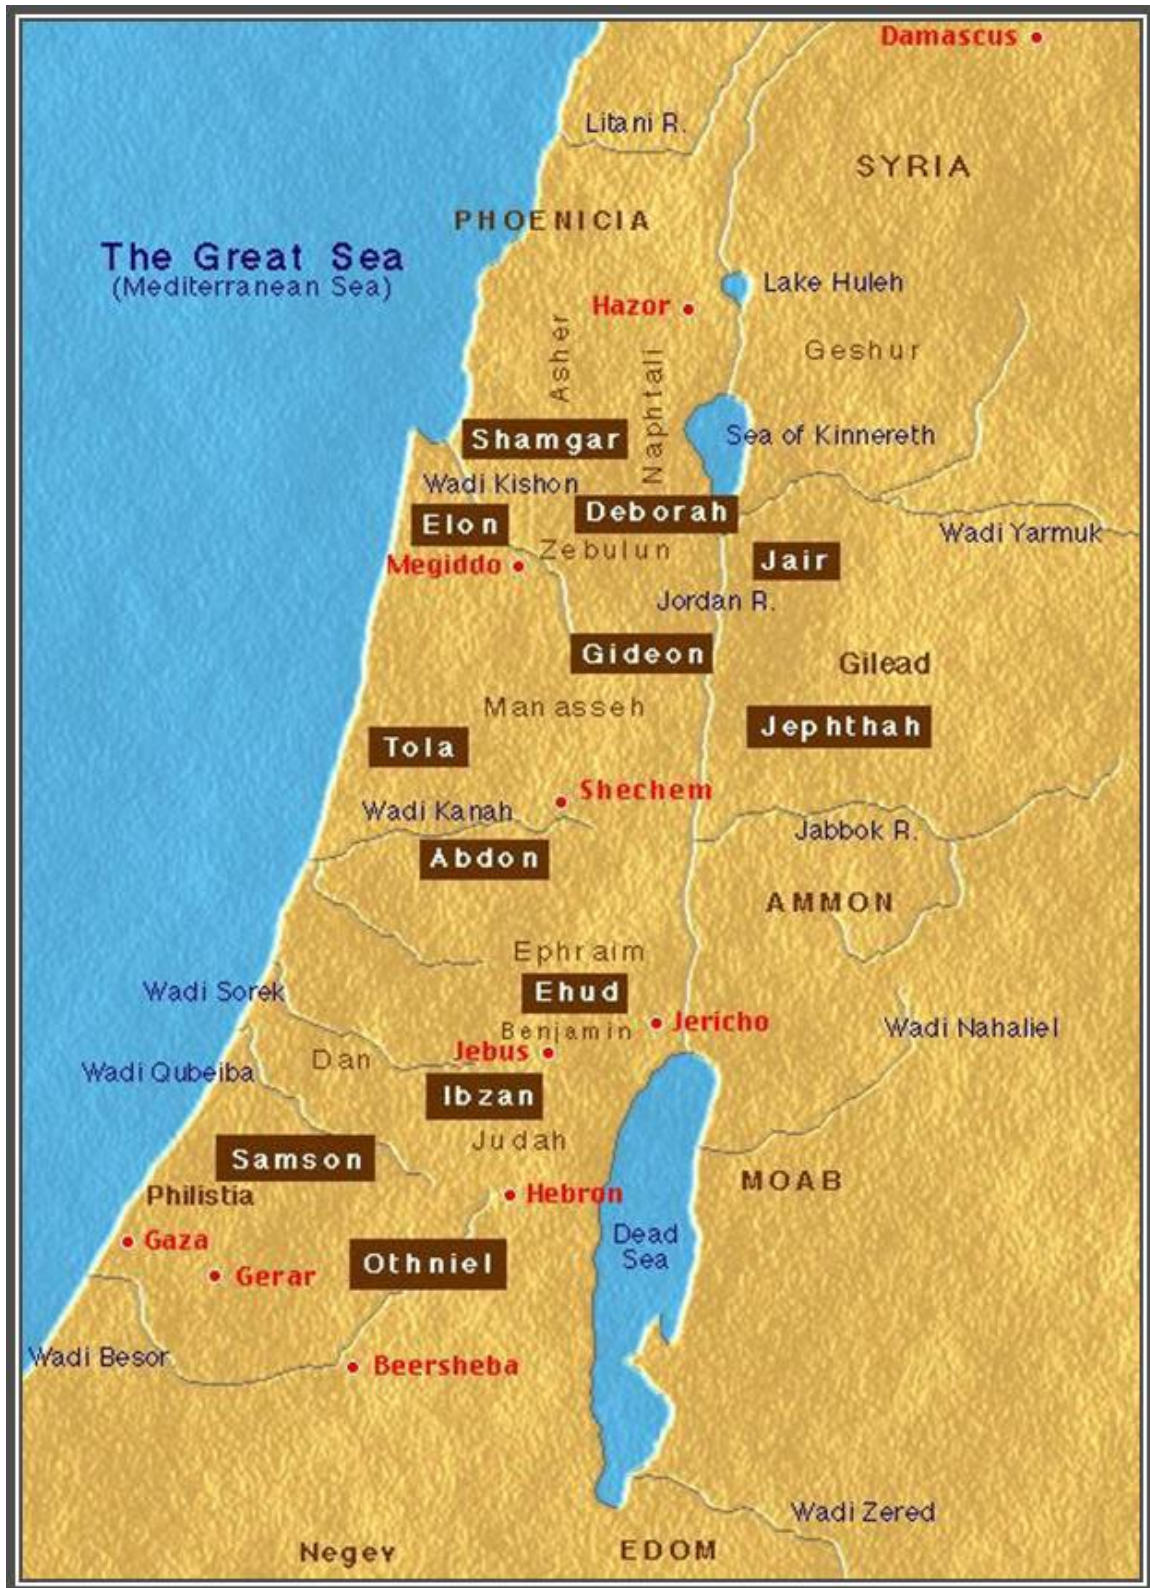 Damascus
Litani R.
SYRIA
PHOENICIA
The Great Sea
(Mediterranean Sea)
Lake Huleh
Hazor
Asher
Geshur
Naphtali
Shamgar
Sea of Kinnereth
Wadi Kishon
Elon
Deborah
Wadi Yarmuk
Zebulun
Megiddo
Jair
Jordan R.
Gideon
Gilead
Manasseh
Jephthah
Tola
Shechem
Wadi Kanah
Jabbok R.
Abdon
AMMON
Ephraim
Wadi Sorek
Ehud
Jericho
Benjamin
Wadi Nahaliel
Jebus
Dan
Wadi Qubeiba
Ibzan
Judah
Samson
MOAB
Philistia
Hebron
Gaza
Dead
Sea
Othniel
Gerar
Wadi Besor
Beersheba
Wadi Zered
Negev
EDOM